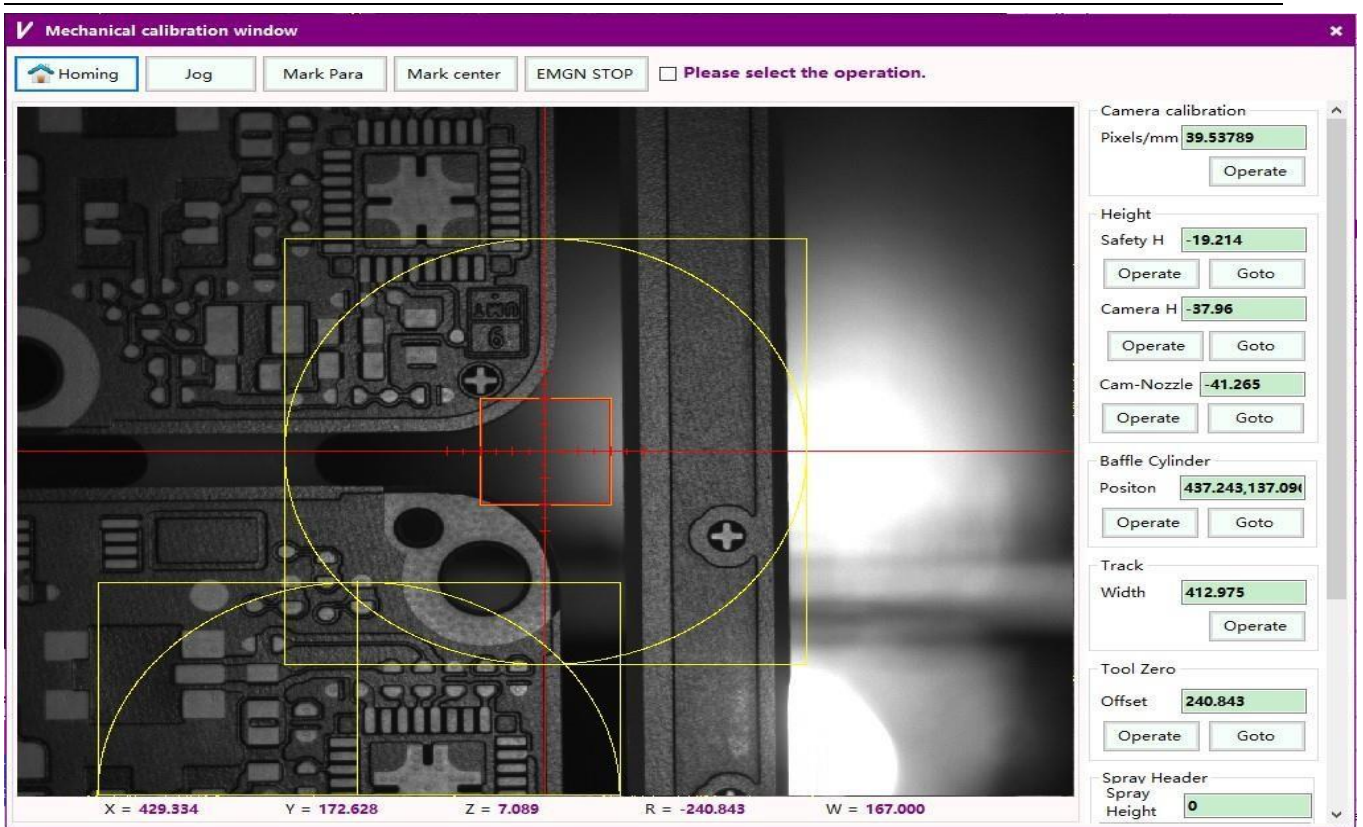 Mechanical calibration window
Homing Jog Mark Para Mark center EMGN STOP Please select the operation.
Camera calibration
Pixels/mm 39.53789
Operate
Height
Safety H -19.214
Operate Goto
Camera H -37.96
Operate Goto
Cam-Nozzle -41.265
Operate Goto
Baffle Cylinder
Positon 437.243,137.09
Operate Goto
Track
Width 412.975
Operate
Tool Zero
Offset 240.843
Operate Goto
Spray Header
Spray
Height 0
X = 429.334 Y = 172.628 Z = 7.089 R = -240.843 W = 167.000